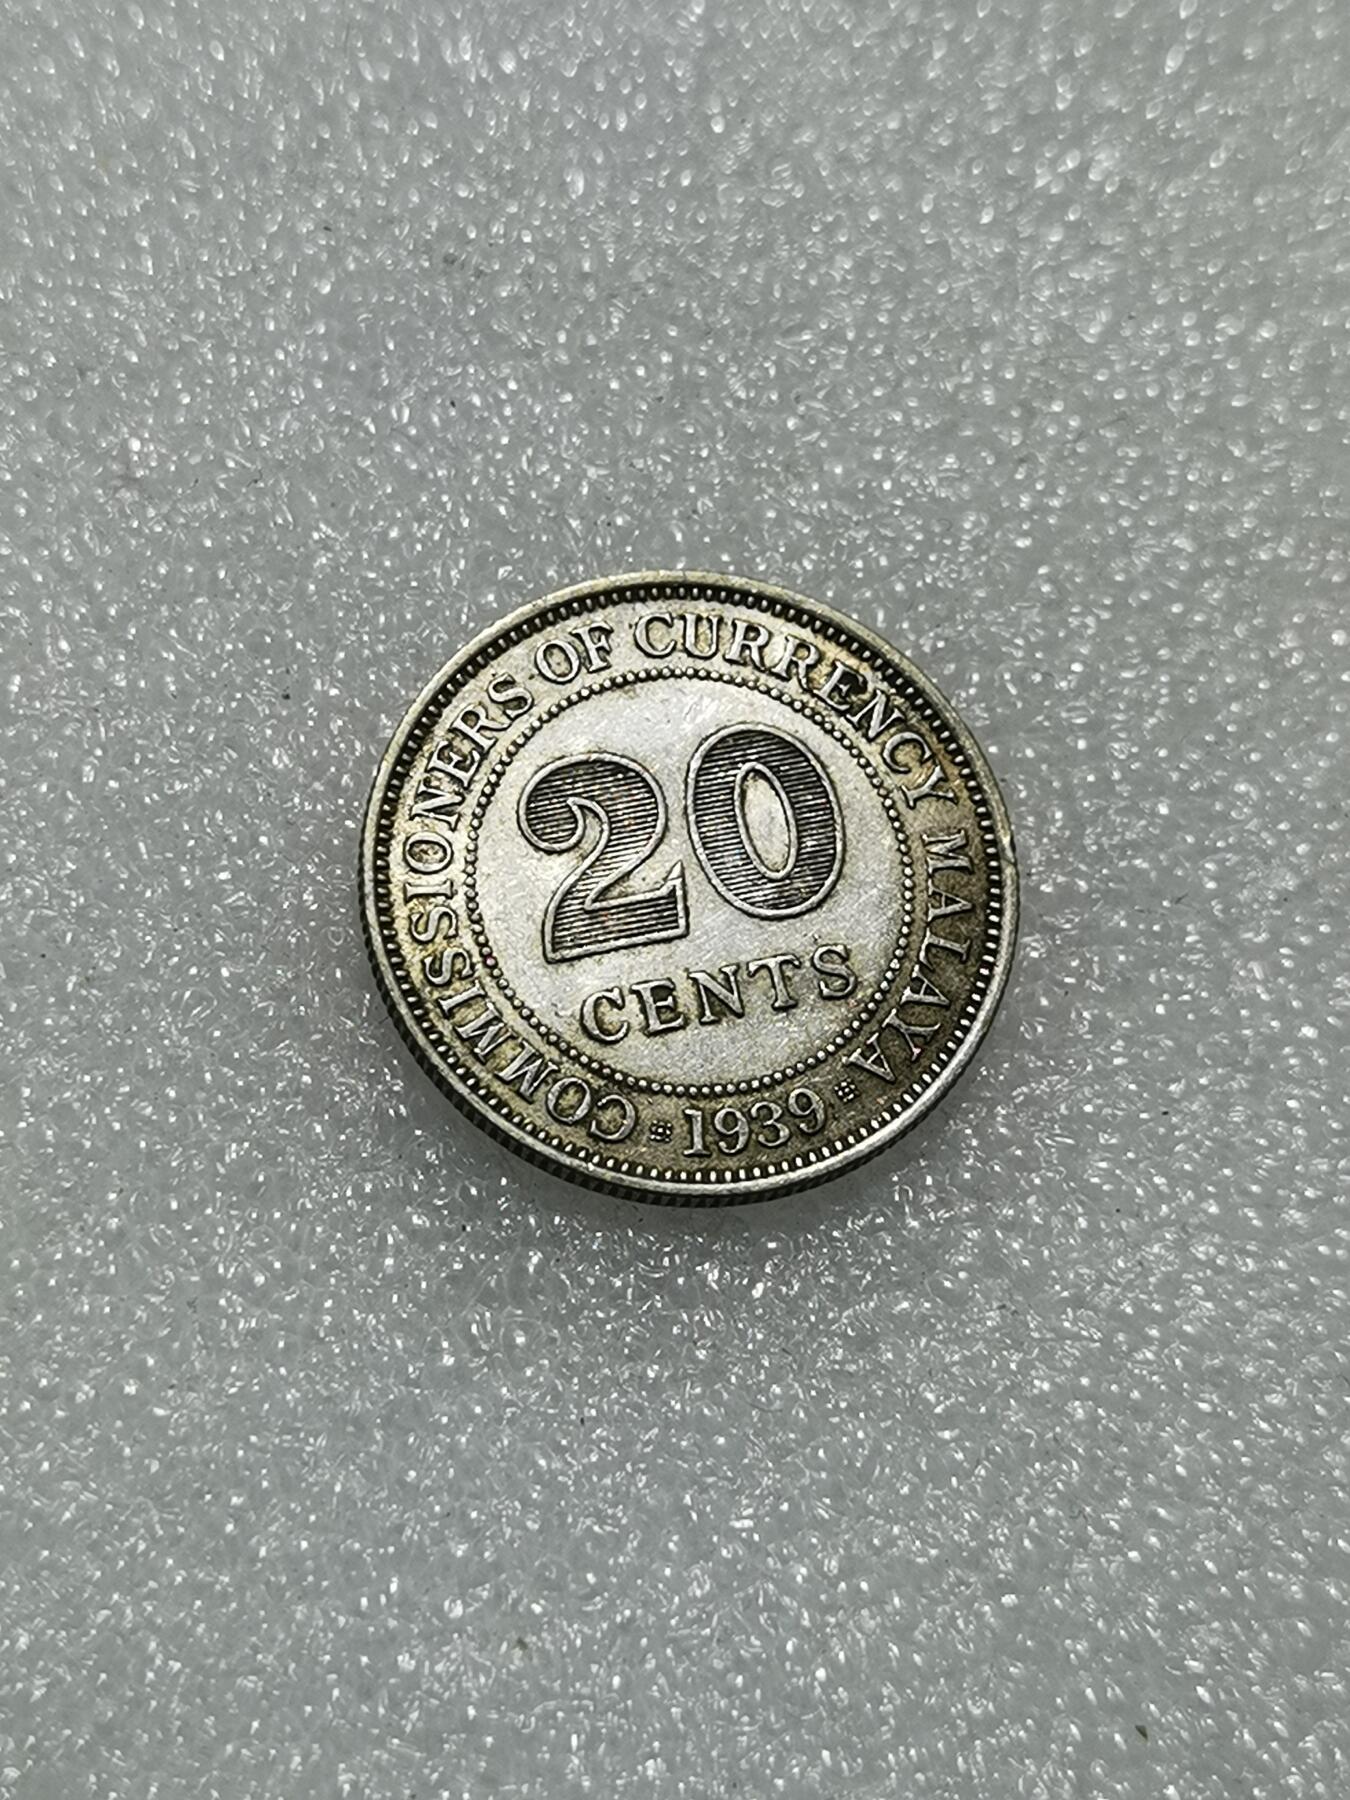 COMMISSIONERS OF CURRENCY MALAYA
20
CENTS
1939